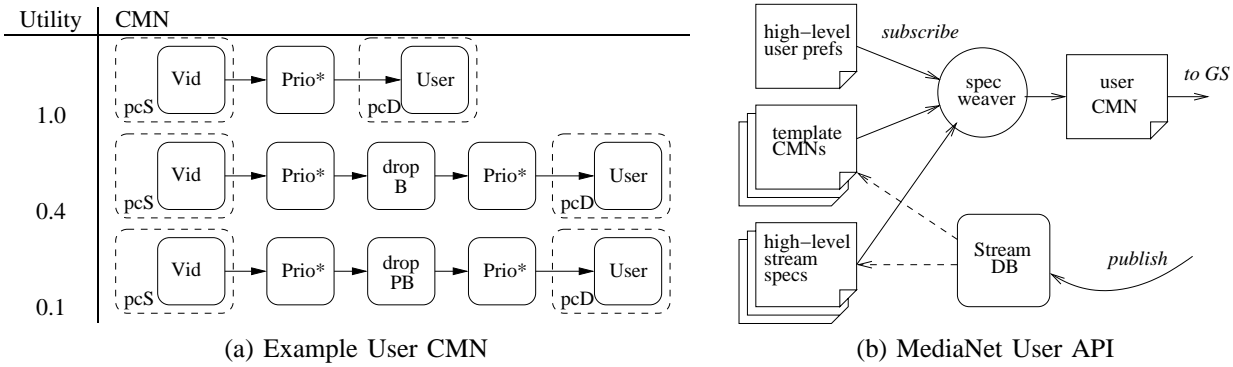 Utility CMN
Vid Prio* User
pcS pcD
1.0
Vid Prio* drop B Prio* User
pcS pcD
0.4
Vid Prio* drop PB Prio* User
pcS pcD
0.1
(a) Example User CMN
high−level
user prefs
subscribe
spec
weaver
user
CMN
to GS
template
CMNs
high−level
stream
specs
Stream
DB
publish
(b) MediaNet User API